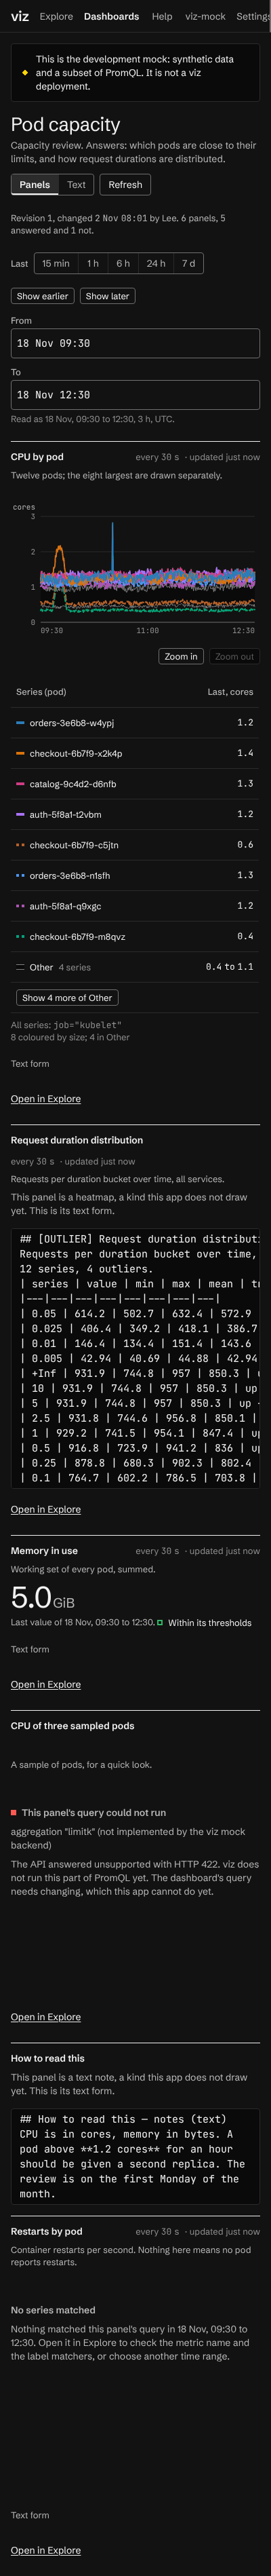 viz Explore Dashboards Help viz-mock Settings
This is the development mock: synthetic data and a subset of PromQL. It is not a viz deployment.
Pod capacity
Capacity review. Answers: which pods are close to their
limits, and how request durations are distributed.
Panels Text Refresh
Revision 1, changed 2 Nov 08:01 by Lee. 6 panels, 5
answered and 1 not.
Last 15 min 1 h 6 h 24 h 7 d
Show earlier Show later
From
18 Nov 09:30
To
18 Nov 12:30
Read as 18 Nov, 09:30 to 12:30, 3 h, UTC.
CPU by pod every 30 s · updated just now
Twelve pods; the eight largest are drawn separately.
cores
3
2
1
0
09:30 11:00 12:30
Zoom in Zoom out
Series (pod) Last, cores
orders-3e6b8-w4ypj 1.2
checkout-6b7f9-x2k4p 1.4
catalog-9c4d2-d6nfb 1.3
auth-5f8a1-t2vbm 1.2
checkout-6b7f9-c5jtn 0.6
orders-3e6b8-n1sfh 1.3
auth-5f8a1-q9xgc 1.2
checkout-6b7f9-m8qvz 0.4
Other 4 series 0.4 to 1.1
Show 4 more of Other
All series: job="kubelet"
8 coloured by size; 4 in Other
Text form
Open in Explore
Request duration distribution
every 30 s · updated just now
Requests per duration bucket over time, all services.
This panel is a heatmap, a kind this app does not draw
yet. This is its text form.
## [OUTLIER] Request duration distributi
Requests per duration bucket over time,
12 series, 4 outliers.
| series | value | min | max | mean | tr
|---|---|---|---|---|---|
| 0.05 | 614.2 | 502.7 | 632.4 | 572.9
| 0.025 | 406.4 | 349.2 | 418.1 | 386.7
| 0.01 | 146.4 | 134.4 | 151.4 | 143.6
| 0.005 | 42.94 | 40.69 | 44.88 | 42.94
| +Inf | 931.9 | 744.8 | 957 | 850.3 | u
| 10 | 931.9 | 744.8 | 957 | 850.3 | up
| 5 | 931.9 | 744.8 | 957 | 850.3 | up
| 2.5 | 931.8 | 744.6 | 956.8 | 850.1 |
| 1 | 929.2 | 741.5 | 954.1 | 847.4 | up
| 0.5 | 916.8 | 723.9 | 941.2 | 836 | up
| 0.25 | 878.8 | 680.3 | 902.3 | 802.4
| 0.1 | 764.7 | 602.2 | 786.5 | 703.8 |
Open in Explore
Memory in use every 30 s · updated just now
Working set of every pod, summed.
5.0 GiB
Last value of 18 Nov, 09:30 to 12:30. Within its thresholds
Text form
Open in Explore
CPU of three sampled pods
A sample of pods, for a quick look.
This panel's query could not run
aggregation "limitk" (not implemented by the viz mock
backend)
The API answered unsupported with HTTP 422. viz does
not run this part of PromQL yet. The dashboard's query
needs changing, which this app cannot do yet.
Open in Explore
How to read this
This panel is a text note, a kind this app does not draw
yet. This is its text form.
## How to read this — notes (text)
CPU is in cores, memory in bytes. A
pod above **1.2 cores** for an hour
should be given a second replica. The
review is on the first Monday of the
month.
Restarts by pod every 30 s · updated just now
Container restarts per second. Nothing here means no pod
reports restarts.
No series matched
Nothing matched this panel's query in 18 Nov, 09:30 to
12:30. Open it in Explore to check the metric name and
the label matchers, or choose another time range.
Text form
Open in Explore